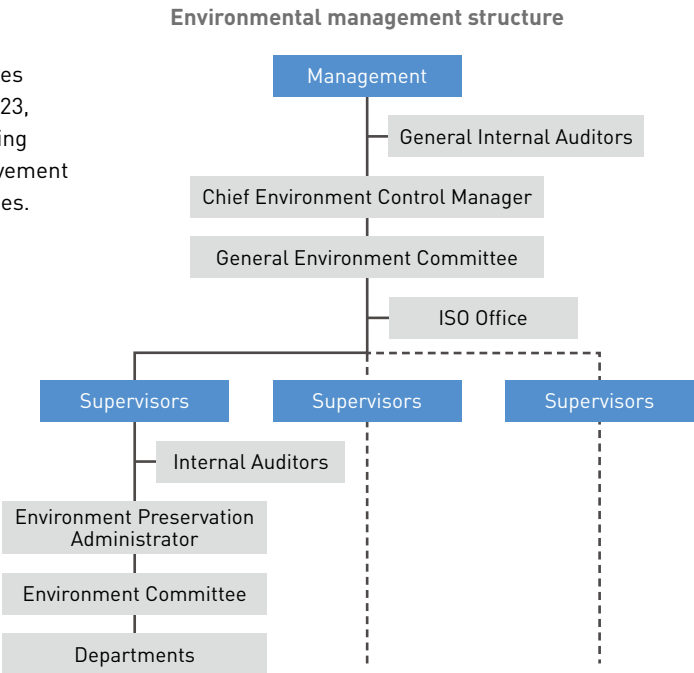 Environmental management structure
es
23,
ing
vement
es.
Management
General Internal Auditors
Chief Environment Control Manager
General Environment Committee
ISO Office
Supervisors
Supervisors
Supervisors
Internal Auditors
Environment Preservation
Administrator
Environment Committee
Departments